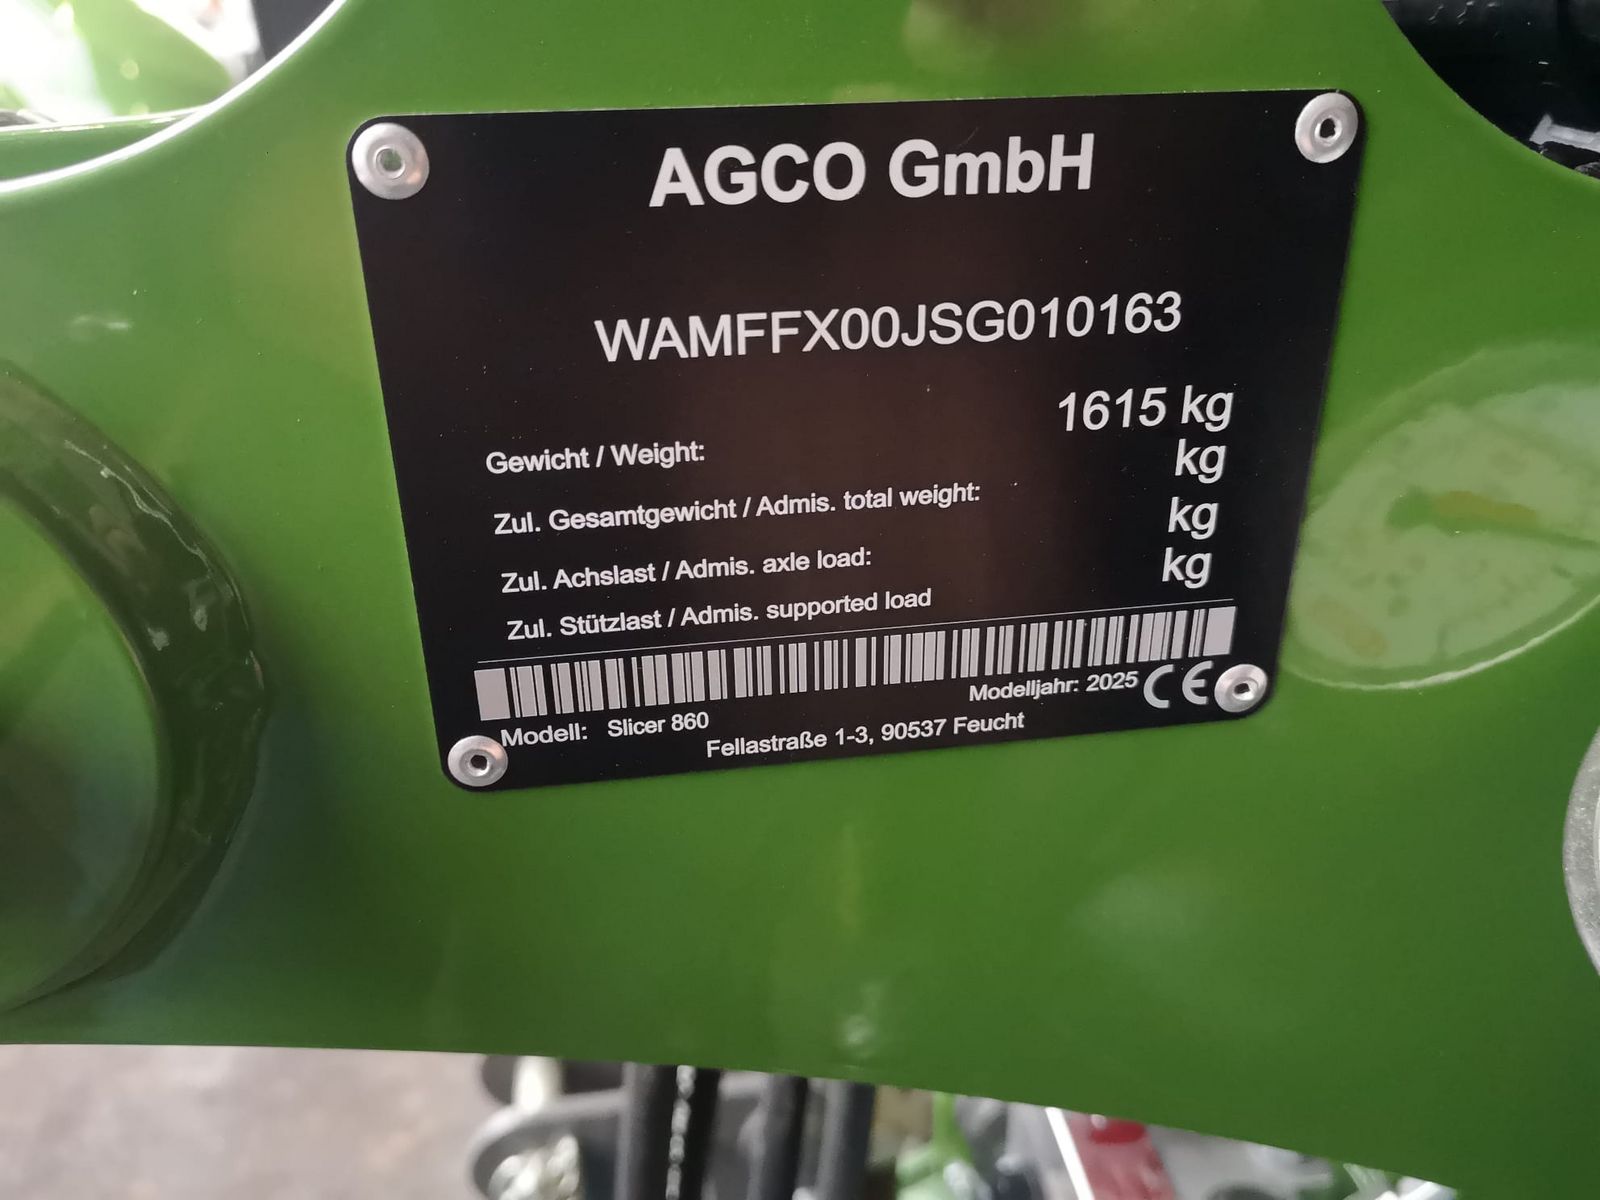 AGCO GmbH
WAMFFX00JSG010163
Gewicht / Weight: 1615 kg
Zul. Gesamtgewicht / Admis. total weight: kg
Zul. Achslast / Admis. axle load: kg
Zul. Stützlast / Admis. supported load kg
Modell: Slicer 860 Modelljahr: 2025 CE
Fellastraße 1-3, 90537 Feucht